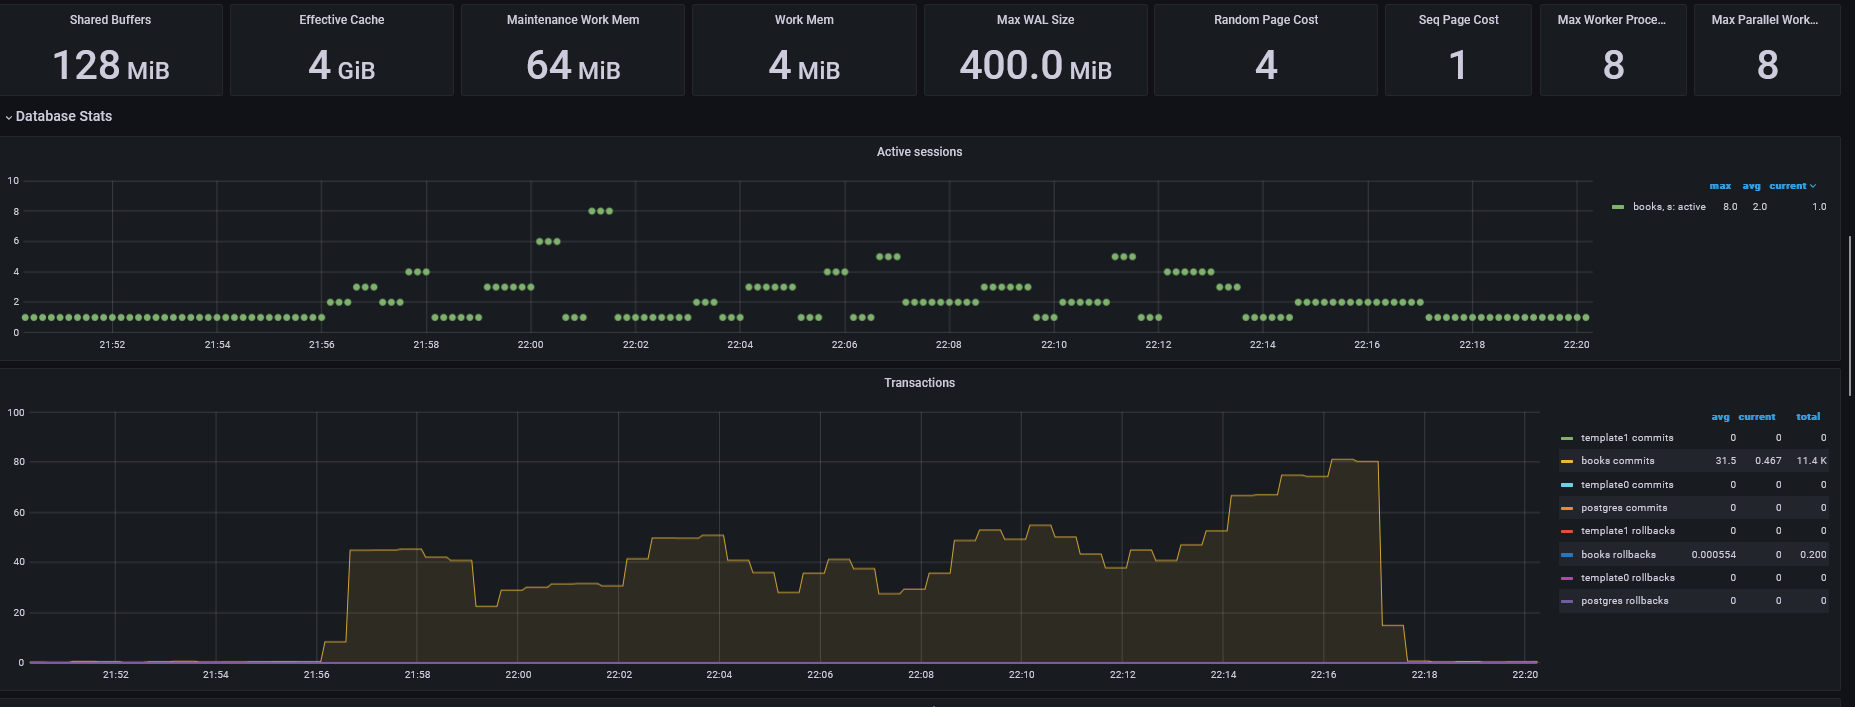 Shared Buffers
128 MiB
Effective Cache
4 GiB
Maintenance Work Mem
64 MiB
Work Mem
4 MiB
Max WAL Size
400.0 MiB
Random Page Cost
4
Seq Page Cost
1
Max Worker Proce...
8
Max Parallel Work...
8
Database Stats
Active sessions
10
8
6
4
2
0
21:52 21:54 21:56 21:58 22:00 22:02 22:04 22:06 22:08 22:10 22:12 22:14 22:16 22:18 22:20
max avg current
books, s: active 8.0 2.0 1.0
Transactions
100
80
60
40
20
0
21:52 21:54 21:56 21:58 22:00 22:02 22:04 22:06 22:08 22:10 22:12 22:14 22:16 22:18 22:20
avg current total
template1 commits 0 0 0
books commits 31.5 0.467 11.4 K
template0 commits 0 0 0
postgres commits 0 0 0
template1 rollbacks 0 0 0
books rollbacks 0.000554 0 0.200
template0 rollbacks 0 0 0
postgres rollbacks 0 0 0